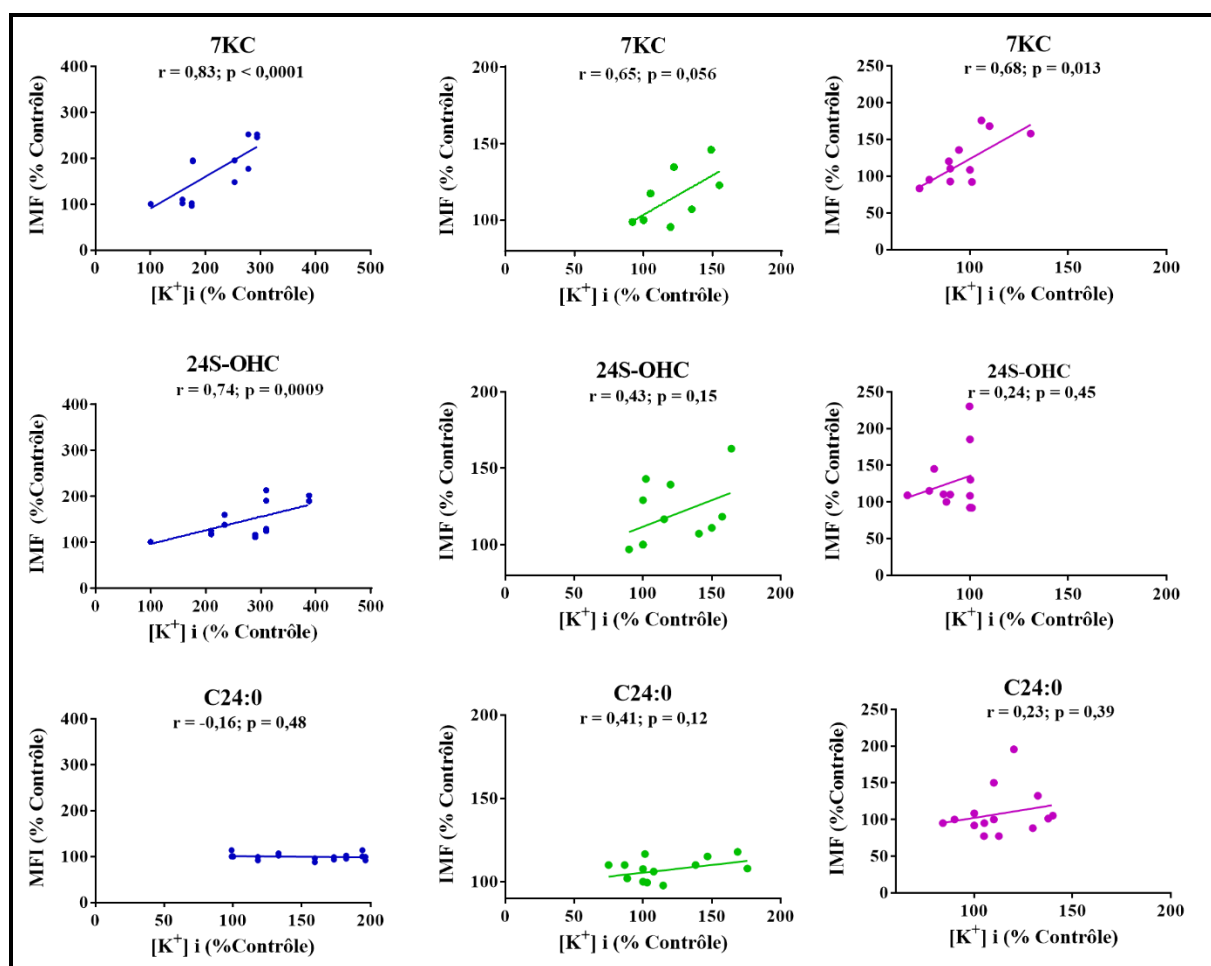 7KC
r = 0,83; p < 0,0001
400
300
200
100
0
IMF (% Contrôle)
0 100 200 300 400 500
[K+]i (% Contrôle)
7KC
r = 0,65; p = 0,056
200
150
100
IMF (% Contrôle)
0 50 100 150 200
[K+] i (% Contrôle)
7KC
r = 0,68; p = 0,013
250
200
150
100
50
0
IMF (% Contrôle)
100 150 200
[K+] i (% Contrôle)
24S-OHC
r = 0,74; p = 0,0009
400
300
200
100
0
IMF (%Contrôle)
0 100 200 300 400 500
[K+] i (% Contrôle)
24S-OHC
r = 0,43; p = 0,15
200
150
100
IMF (% Contrôle)
0 50 100 150 200
[K+] i (% Contrôle)
24S-OHC
r = 0,24; p = 0,45
250
200
150
100
50
0
IMF (% Contrôle)
100 150 200
[K+] i (% Contrôle)
C24:0
r = -0,16; p = 0,48
400
300
200
100
0
MFI (% Contrôle)
0 50 100 150 200
[K+] i (%Contrôle)
C24:0
r = 0,41; p = 0,12
200
150
100
IMF (% Contrôle)
0 50 100 150 200
[K+] i (% Contrôle)
C24:0
r = 0,23; p = 0,39
250
200
150
100
50
0
IMF (%Contrôle)
100 150 200
[K+] i (% Contrôle)